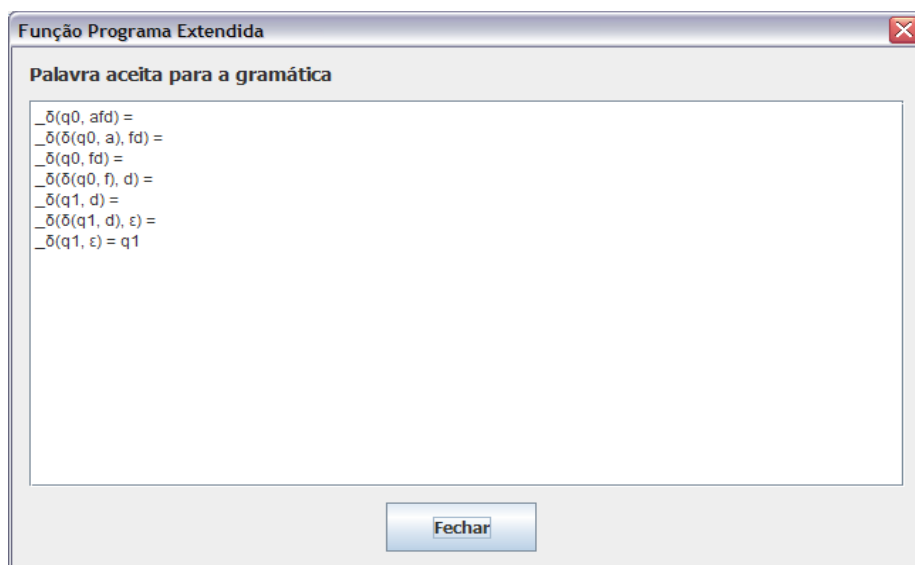 Função Programa Extendida
Palavra aceita para a gramática
_δ(q0, afd) =
_δ(δ(q0, a), fd) =
_δ(q0, fd) =
_δ(δ(q0, f), d) =
_δ(q1, d) =
_δ(δ(q1, d), ε) =
_δ(q1, ε) = q1
Fechar